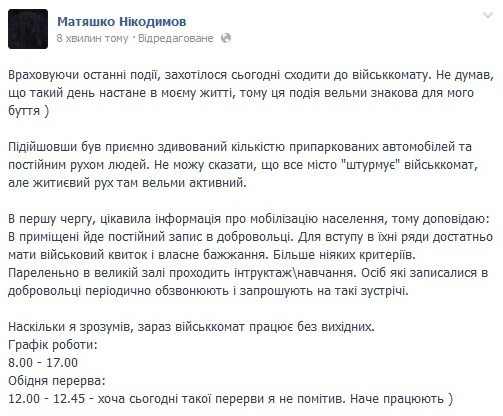 Матяшко Нікодимов
8 хвилин тому · Відредаговане ·
Враховуючи останні події, захотілося сьогодні сходити до військкомату. Не думав,
що такий день настане в моєму житті, тому ця подія вельми знакова для мого
буття )
Підійшовши був приємно здивований кількістю припаркованих автомобілей та
постійним рухом людей. Не можу сказати, що все місто "штурмує" військкомат,
але житиєвий рух там вельми активний.
В першу чергу, цікавила інформація про мобілізацію населення, тому доповідаю:
В приміщені йде постійний запис в добровольці. Для вступу в їхні ряди достатньо
мати військовий квиток і власне бажжання. Більше ніяких критеріїв.
Пареленьно в великій залі проходить інтруктаж\навчання. Осіб які записалися в
добровольці періодично обзвонюють і запрошують на такі зустрічі.
Наскільки я зрозумів, зараз військкомат працює без вихідних.
Графік роботи:
8.00 - 17.00
Обідня перерва:
12.00 - 12.45 - хоча сьогодні такої перерви я не помітив. Наче працюють )